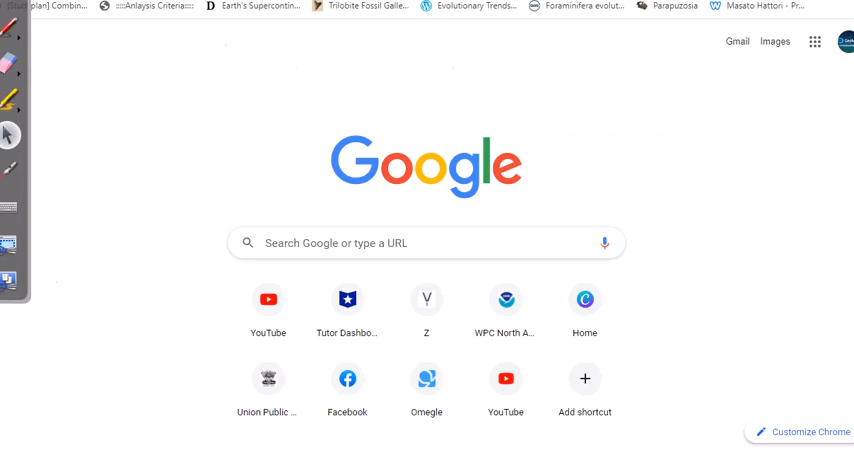 [Stud plan] Combin... :::::Anlaysis Criteria::::: Earth's Supercontin... Trilobite Fossil Galle... Evolutionary Trends... Foraminifera evolut... Parapuzosia Masato Hattori - Pr...
Gmail Images
Google
Search Google or type a URL
YouTube Tutor Dashbo... Z WPC North A... Home
Union Public ... Facebook Omegle YouTube Add shortcut
Customize Chrome